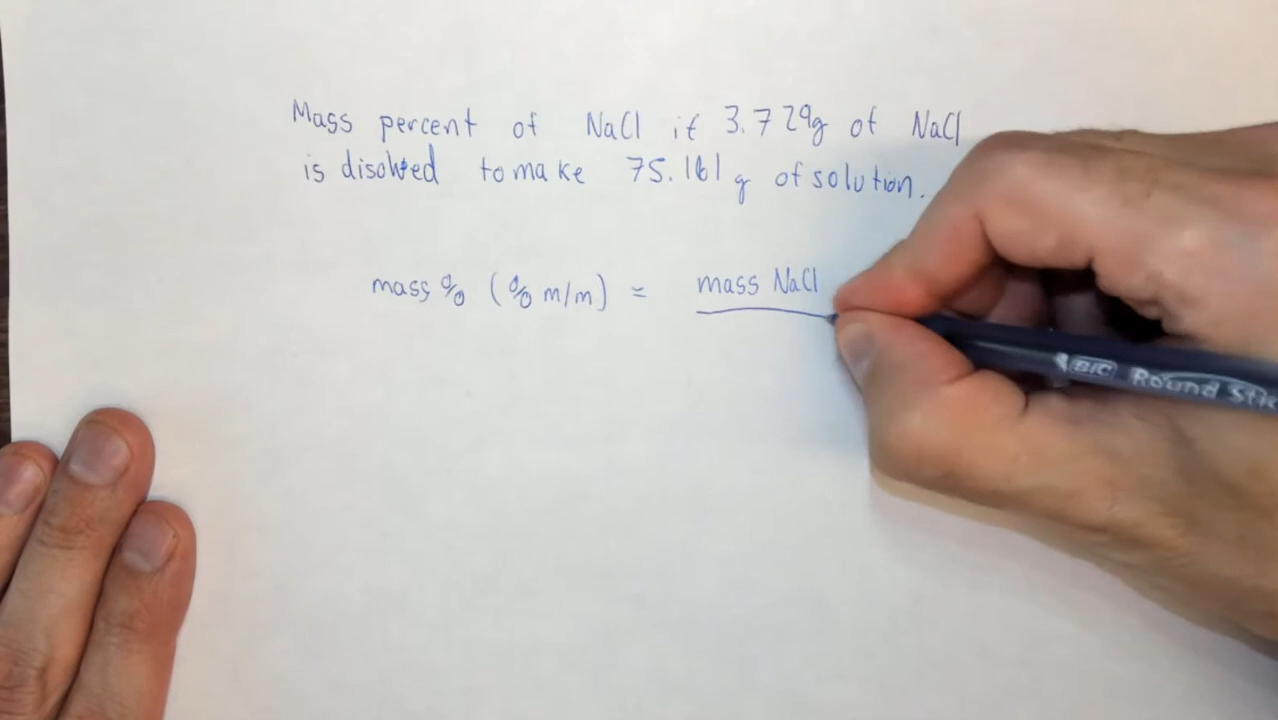 Mass percent of NaCl if 3.729g of NaCl
is disolved to make 75.161 g of solution.
mass % (% m/m) = mass NaCl
BIC Round Stic